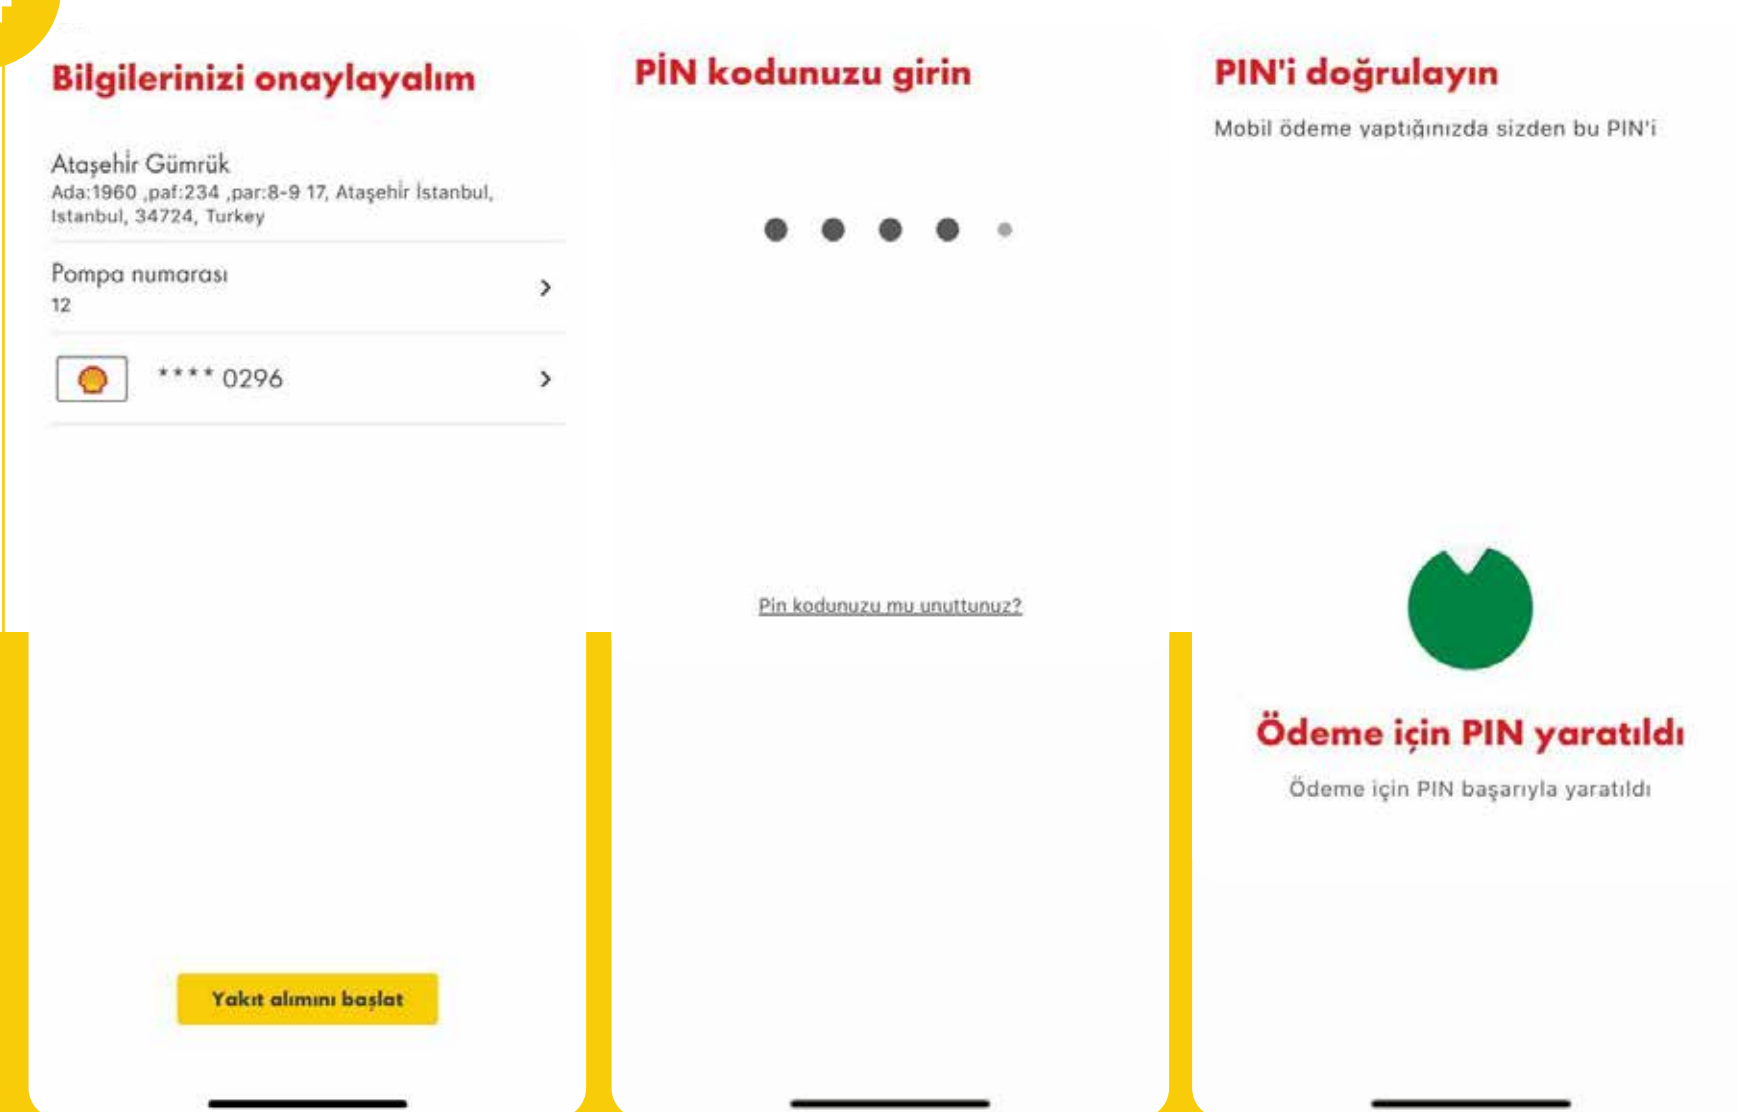 Bilgilerinizi onaylayalım
Ataşehir Gümrük
Ada:1960 ,paf:234 ,par:8-9 17, Ataşehir İstanbul,
Istanbul, 34724, Turkey
Pompa numarası
12
**** 0296
Yakıt alımını başlat
PİN kodunuzu girin
Pin kodunuzu mu unuttunuz?
PIN'i doğrulayın
Mobil ödeme yaptığınızda sizden bu PIN'i
Ödeme için PIN yaratıldı
Ödeme için PIN başarıyla yaratıldı